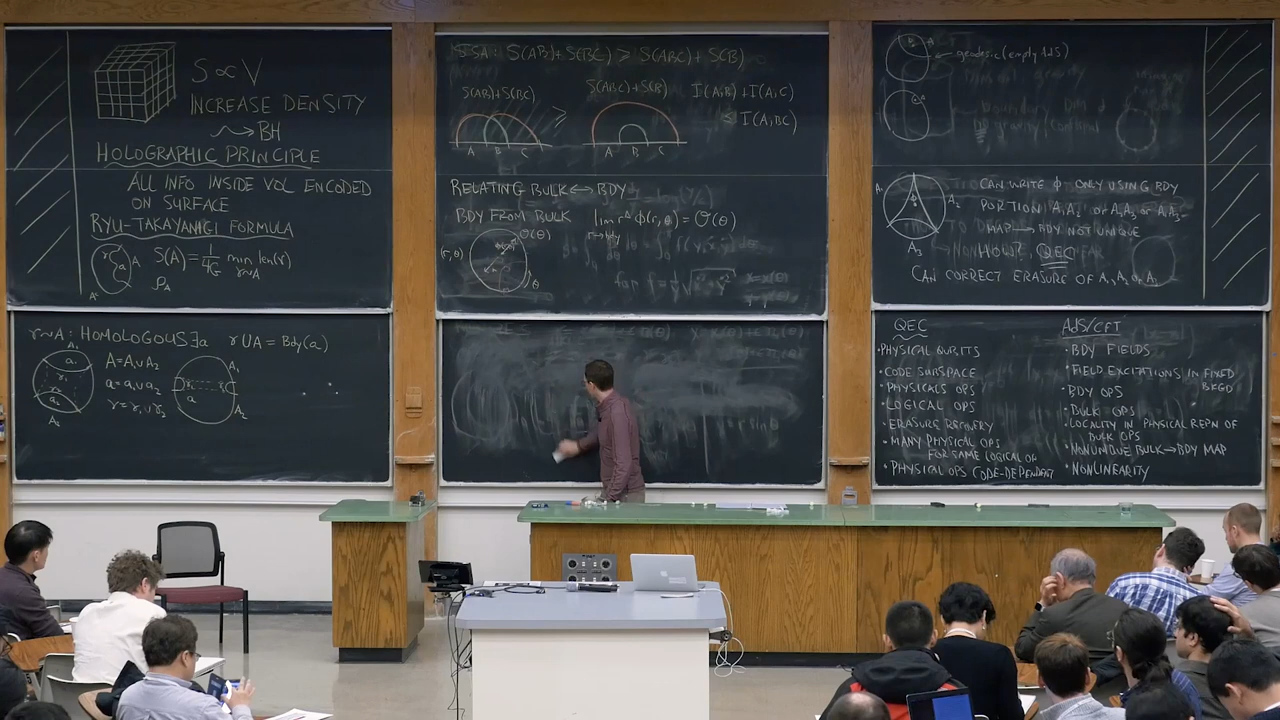 S ∝ V
INCREASE DENSITY
⇝ BH
HOLOGRAPHIC PRINCIPLE
ALL INFO INSIDE VOL ENCODED
ON SURFACE
RYU-TAKAYANAGI FORMULA
S(A) = 1/4G min len(γ)
γ~A
ρ_A
γ~A: HOMOLOGOUS ∃a γ∪A = Bdy(a)
A=A₁∪A₂
a=a₁∪a₂
γ=γ₁∪γ₂
SSA: S(AB)+S(BC) ⩾ S(ABC)+S(B)
S(AB)+S(BC)
⩾
S(ABC)+S(B)
I(A,B)+I(A,C)
≤ I(A,BC)
A B C
A B C
RELATING BULK ↔ BDY
BDY FROM BULK
lim r^Δ ϕ(r,θ) = O(θ)
r→bdy
O(θ)
(r,θ)
θ
geodesic (empty AdS)
A₁
A₂
A₃
CAN WRITE ϕ ONLY USING BDY
PORTION A₁A₂ or A₂A₃ or A₁A₃
MAP → BDY NOT UNIQUE
HOW? QEC
CAN CORRECT ERASURE OF A₁, A₂ or A₃
QEC
• PHYSICAL QUBITS
• CODE SUBSPACE
• PHYSICALS OPS
• LOGICAL OPS
• ERASURE RECOVERY
• MANY PHYSICAL OPS
FOR SAME LOGICAL OP
• PHYSICAL OPS CODE-DEPENDENT
AdS/CFT
• BDY FIELDS
• FIELD EXCITATIONS IN FIXED
BKGD
• BDY OPS
• BULK OPS
• LOCALITY IN PHYSICAL REPN OF
BULK OPS
• NONUNIQUE BULK→BDY MAP
• NONLINEARITY